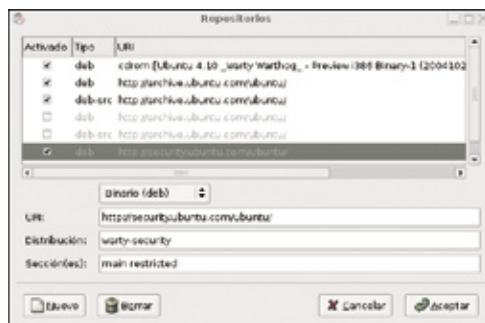 Repositorios
Activado Tipo URI
deb cdrom:[Ubuntu 4.10 _Warty Warthog_ - Preview i386 Binary-1 (2004102
deb http://archive.ubuntu.com/ubuntu/
deb-src http://archive.ubuntu.com/ubuntu/
deb http://archive.ubuntu.com/ubuntu/
deb-src http://archive.ubuntu.com/ubuntu/
deb http://security.ubuntu.com/ubuntu/
Binario (deb)
URI: http://security.ubuntu.com/ubuntu/
Distribución: warty-security
Sección(es): main restricted
Nuevo Borrar Cancelar Aceptar